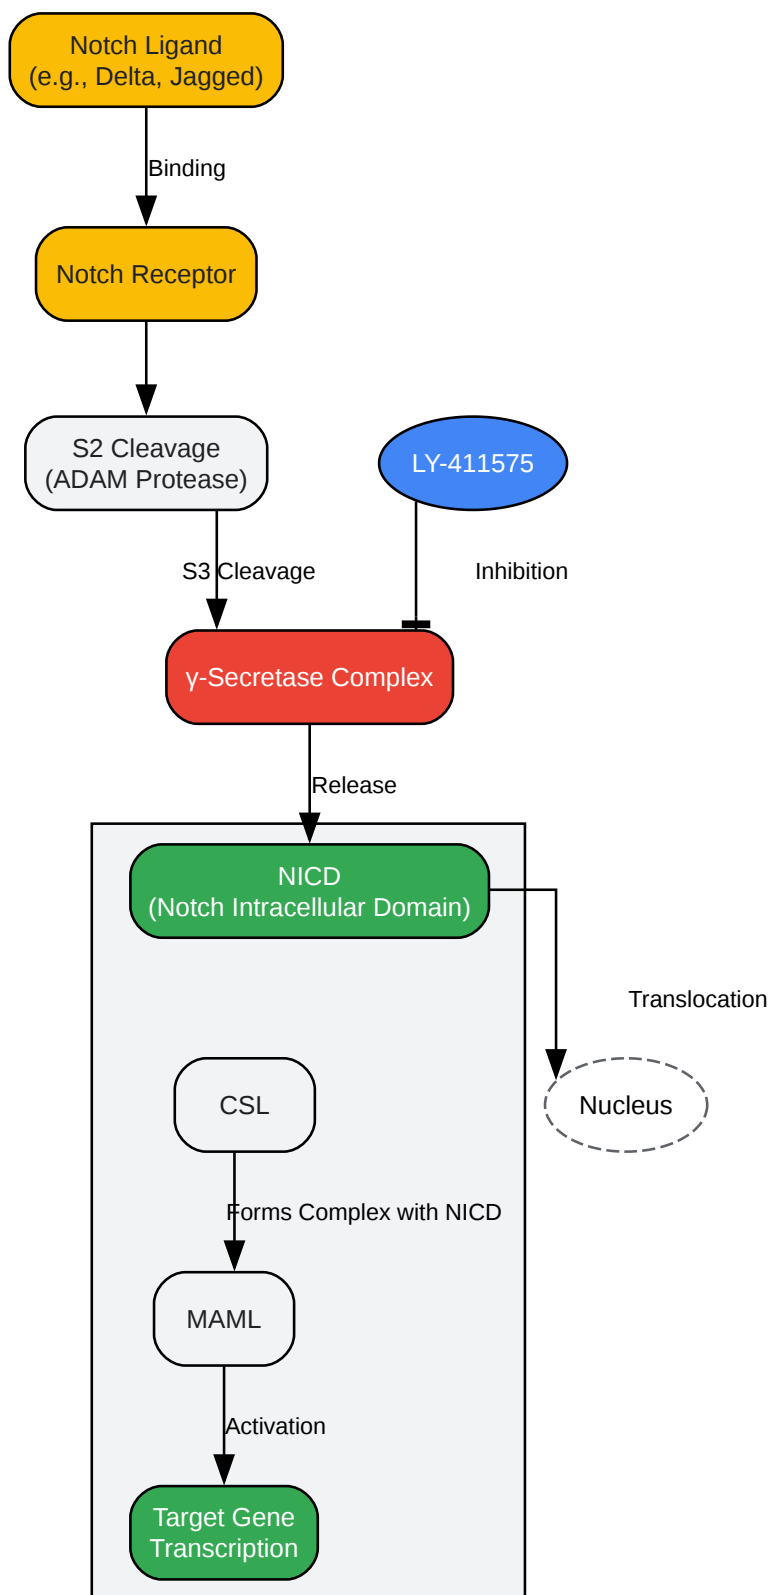 Notch Ligand
(e.g., Delta, Jagged)
Binding
Notch Receptor
S2 Cleavage
(ADAM Protease)
LY-411575
S3 Cleavage
Inhibition
γ-Secretase Complex
Release
NICD
(Notch Intracellular Domain)
Translocation
CSL
Nucleus
Forms Complex with NICD
MAML
Activation
Target Gene
Transcription